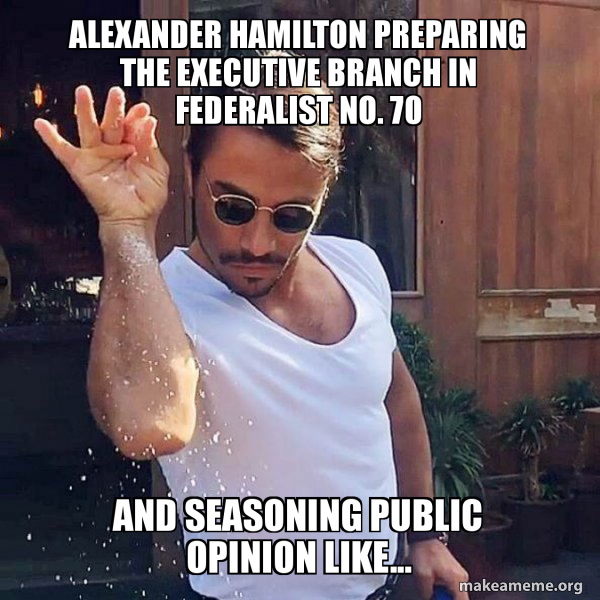 ALEXANDER HAMILTON PREPARING
THE EXECUTIVE BRANCH IN
FEDERALIST NO. 70
AND SEASONING PUBLIC
OPINION LIKE...
makeameme.org